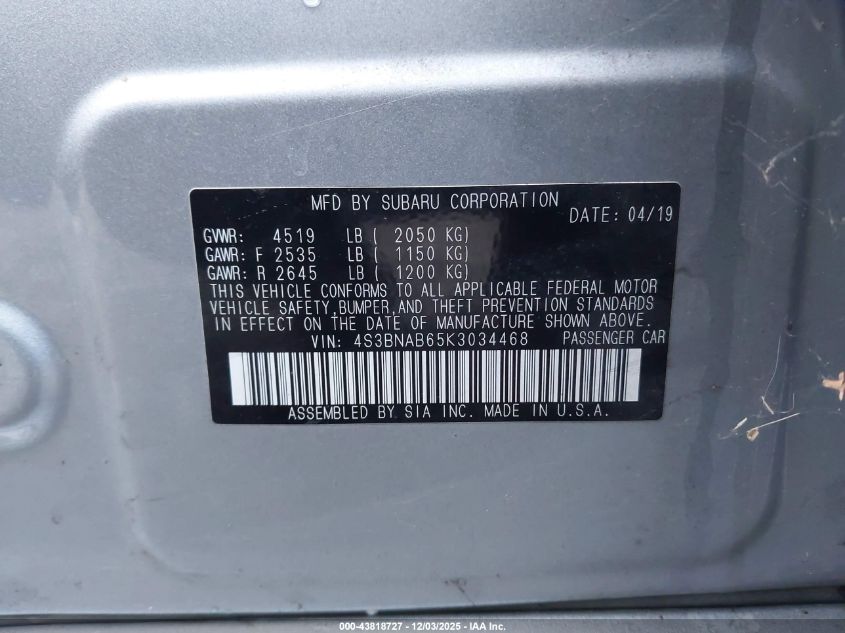 MFD BY SUBARU CORPORATION
DATE: 04/19
GVWR: 4519 LB ( 2050 KG)
GAWR: F 2535 LB ( 1150 KG)
GAWR: R 2645 LB ( 1200 KG)
THIS VEHICLE CONFORMS TO ALL APPLICABLE FEDERAL MOTOR
VEHICLE SAFETY,BUMPER,AND THEFT PREVENTION STANDARDS
IN EFFECT ON THE DATE OF MANUFACTURE SHOWN ABOVE.
VIN: 4S3BNAB65K3034468 PASSENGER CAR
ASSEMBLED BY SIA INC. MADE IN U.S.A.
000-43818727 - 12/03/2025 - IAA Inc.